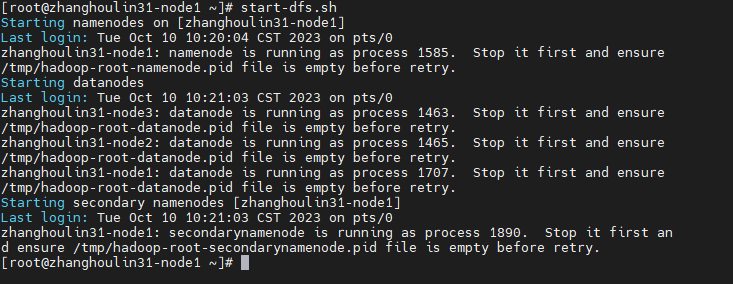 [root@zhanghoulin31-node1 ~]# start-dfs.sh
Starting namenodes on [zhanghoulin31-node1]
Last login: Tue Oct 10 10:20:04 CST 2023 on pts/0
zhanghoulin31-node1: namenode is running as process 1585.  Stop it first and ensure
/tmp/hadoop-root-namenode.pid file is empty before retry.
Starting datanodes
Last login: Tue Oct 10 10:21:03 CST 2023 on pts/0
zhanghoulin31-node3: datanode is running as process 1463.  Stop it first and ensure
/tmp/hadoop-root-datanode.pid file is empty before retry.
zhanghoulin31-node2: datanode is running as process 1465.  Stop it first and ensure
/tmp/hadoop-root-datanode.pid file is empty before retry.
zhanghoulin31-node1: datanode is running as process 1707.  Stop it first and ensure
/tmp/hadoop-root-datanode.pid file is empty before retry.
Starting secondary namenodes [zhanghoulin31-node1]
Last login: Tue Oct 10 10:21:03 CST 2023 on pts/0
zhanghoulin31-node1: secondarynamenode is running as process 1890.  Stop it first an
d ensure /tmp/hadoop-root-secondarynamenode.pid file is empty before retry.
[root@zhanghoulin31-node1 ~]#